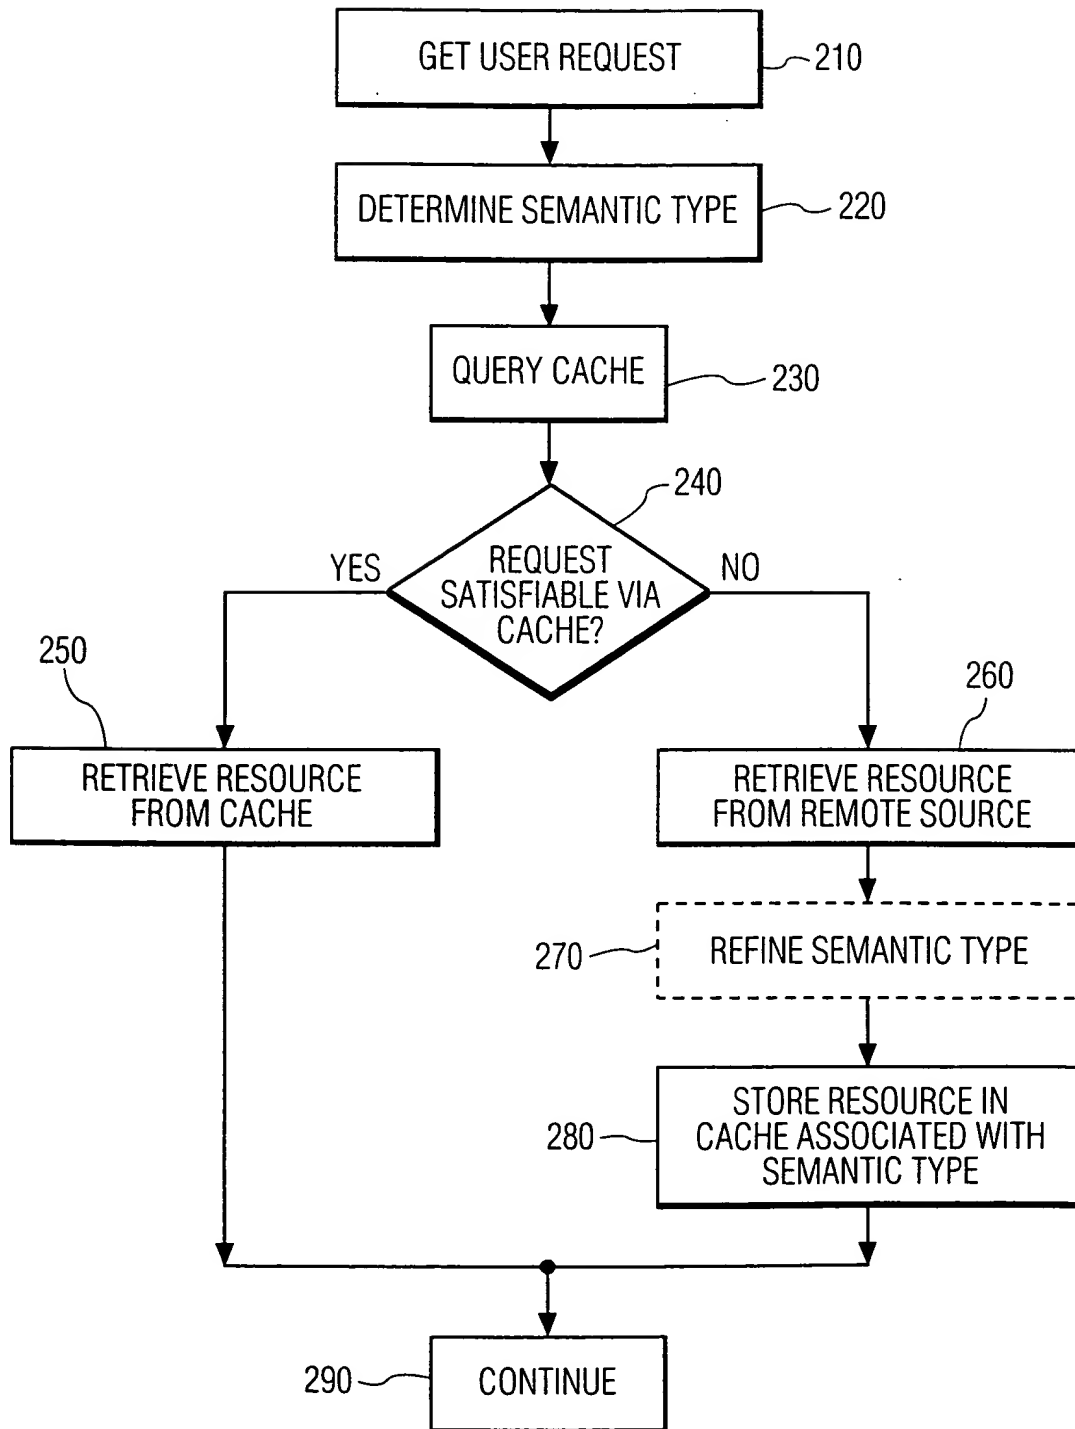 GET USER REQUEST
210
DETERMINE SEMANTIC TYPE
220
QUERY CACHE
230
240
REQUEST
SATISFIABLE VIA
CACHE?
YES
NO
250
RETRIEVE RESOURCE
FROM CACHE
260
RETRIEVE RESOURCE
FROM REMOTE SOURCE
270
REFINE SEMANTIC TYPE
280
STORE RESOURCE IN
CACHE ASSOCIATED WITH
SEMANTIC TYPE
290
CONTINUE